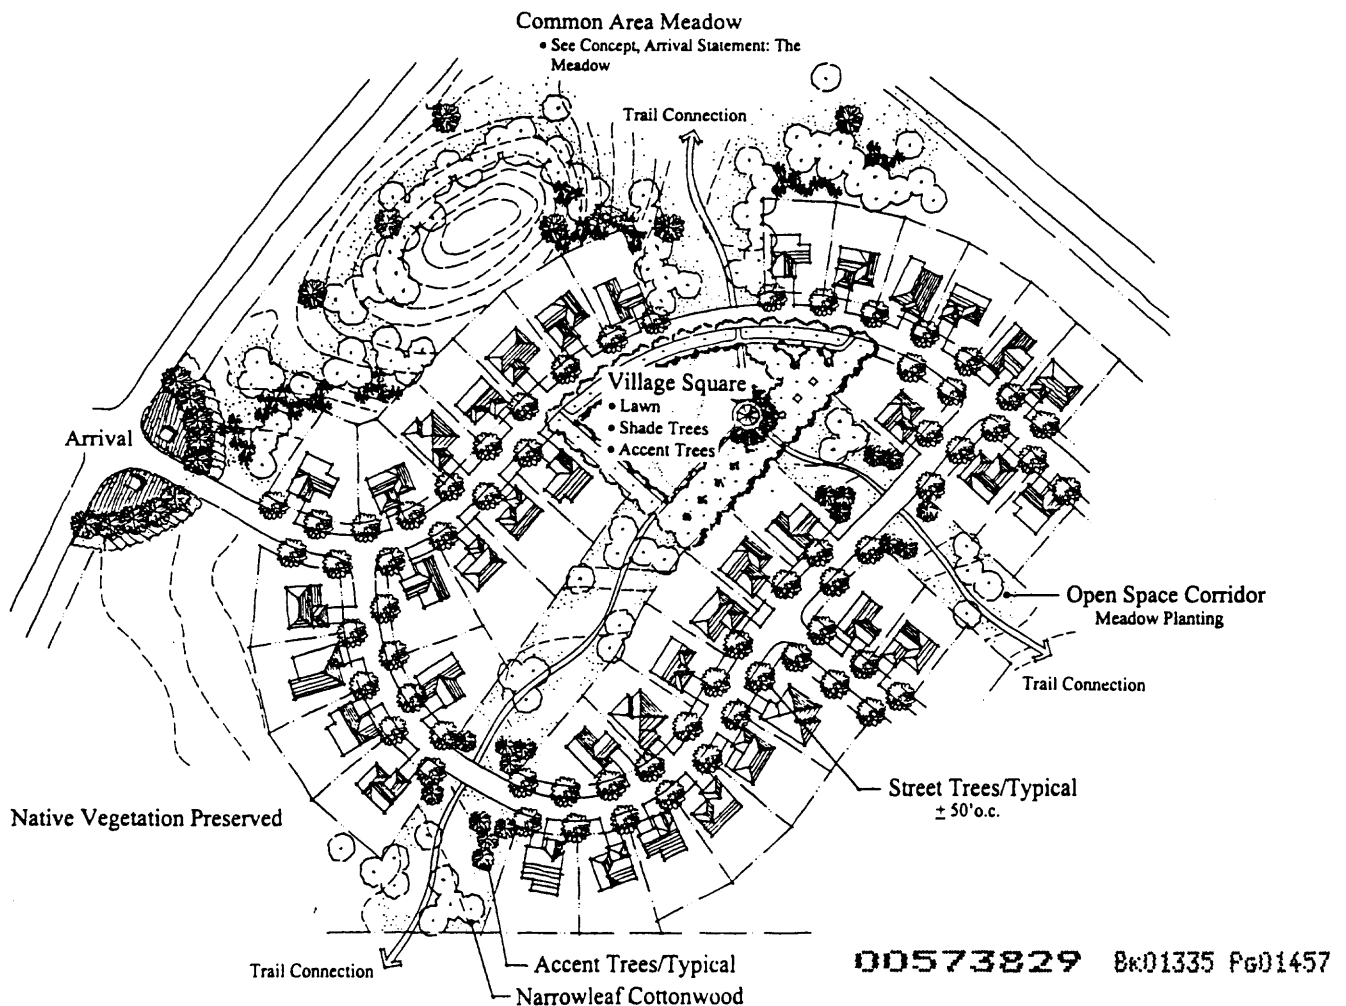 Common Area Meadow
• See Concept, Arrival Statement: The
Meadow
Trail Connection
Village Square
• Lawn
• Shade Trees
• Accent Trees
Arrival
Open Space Corridor
Meadow Planting
Trail Connection
Street Trees/Typical
± 50'o.c.
Native Vegetation Preserved
Trail Connection
Accent Trees/Typical
Narrowleaf Cottonwood
00573829 BK01335 PG01457